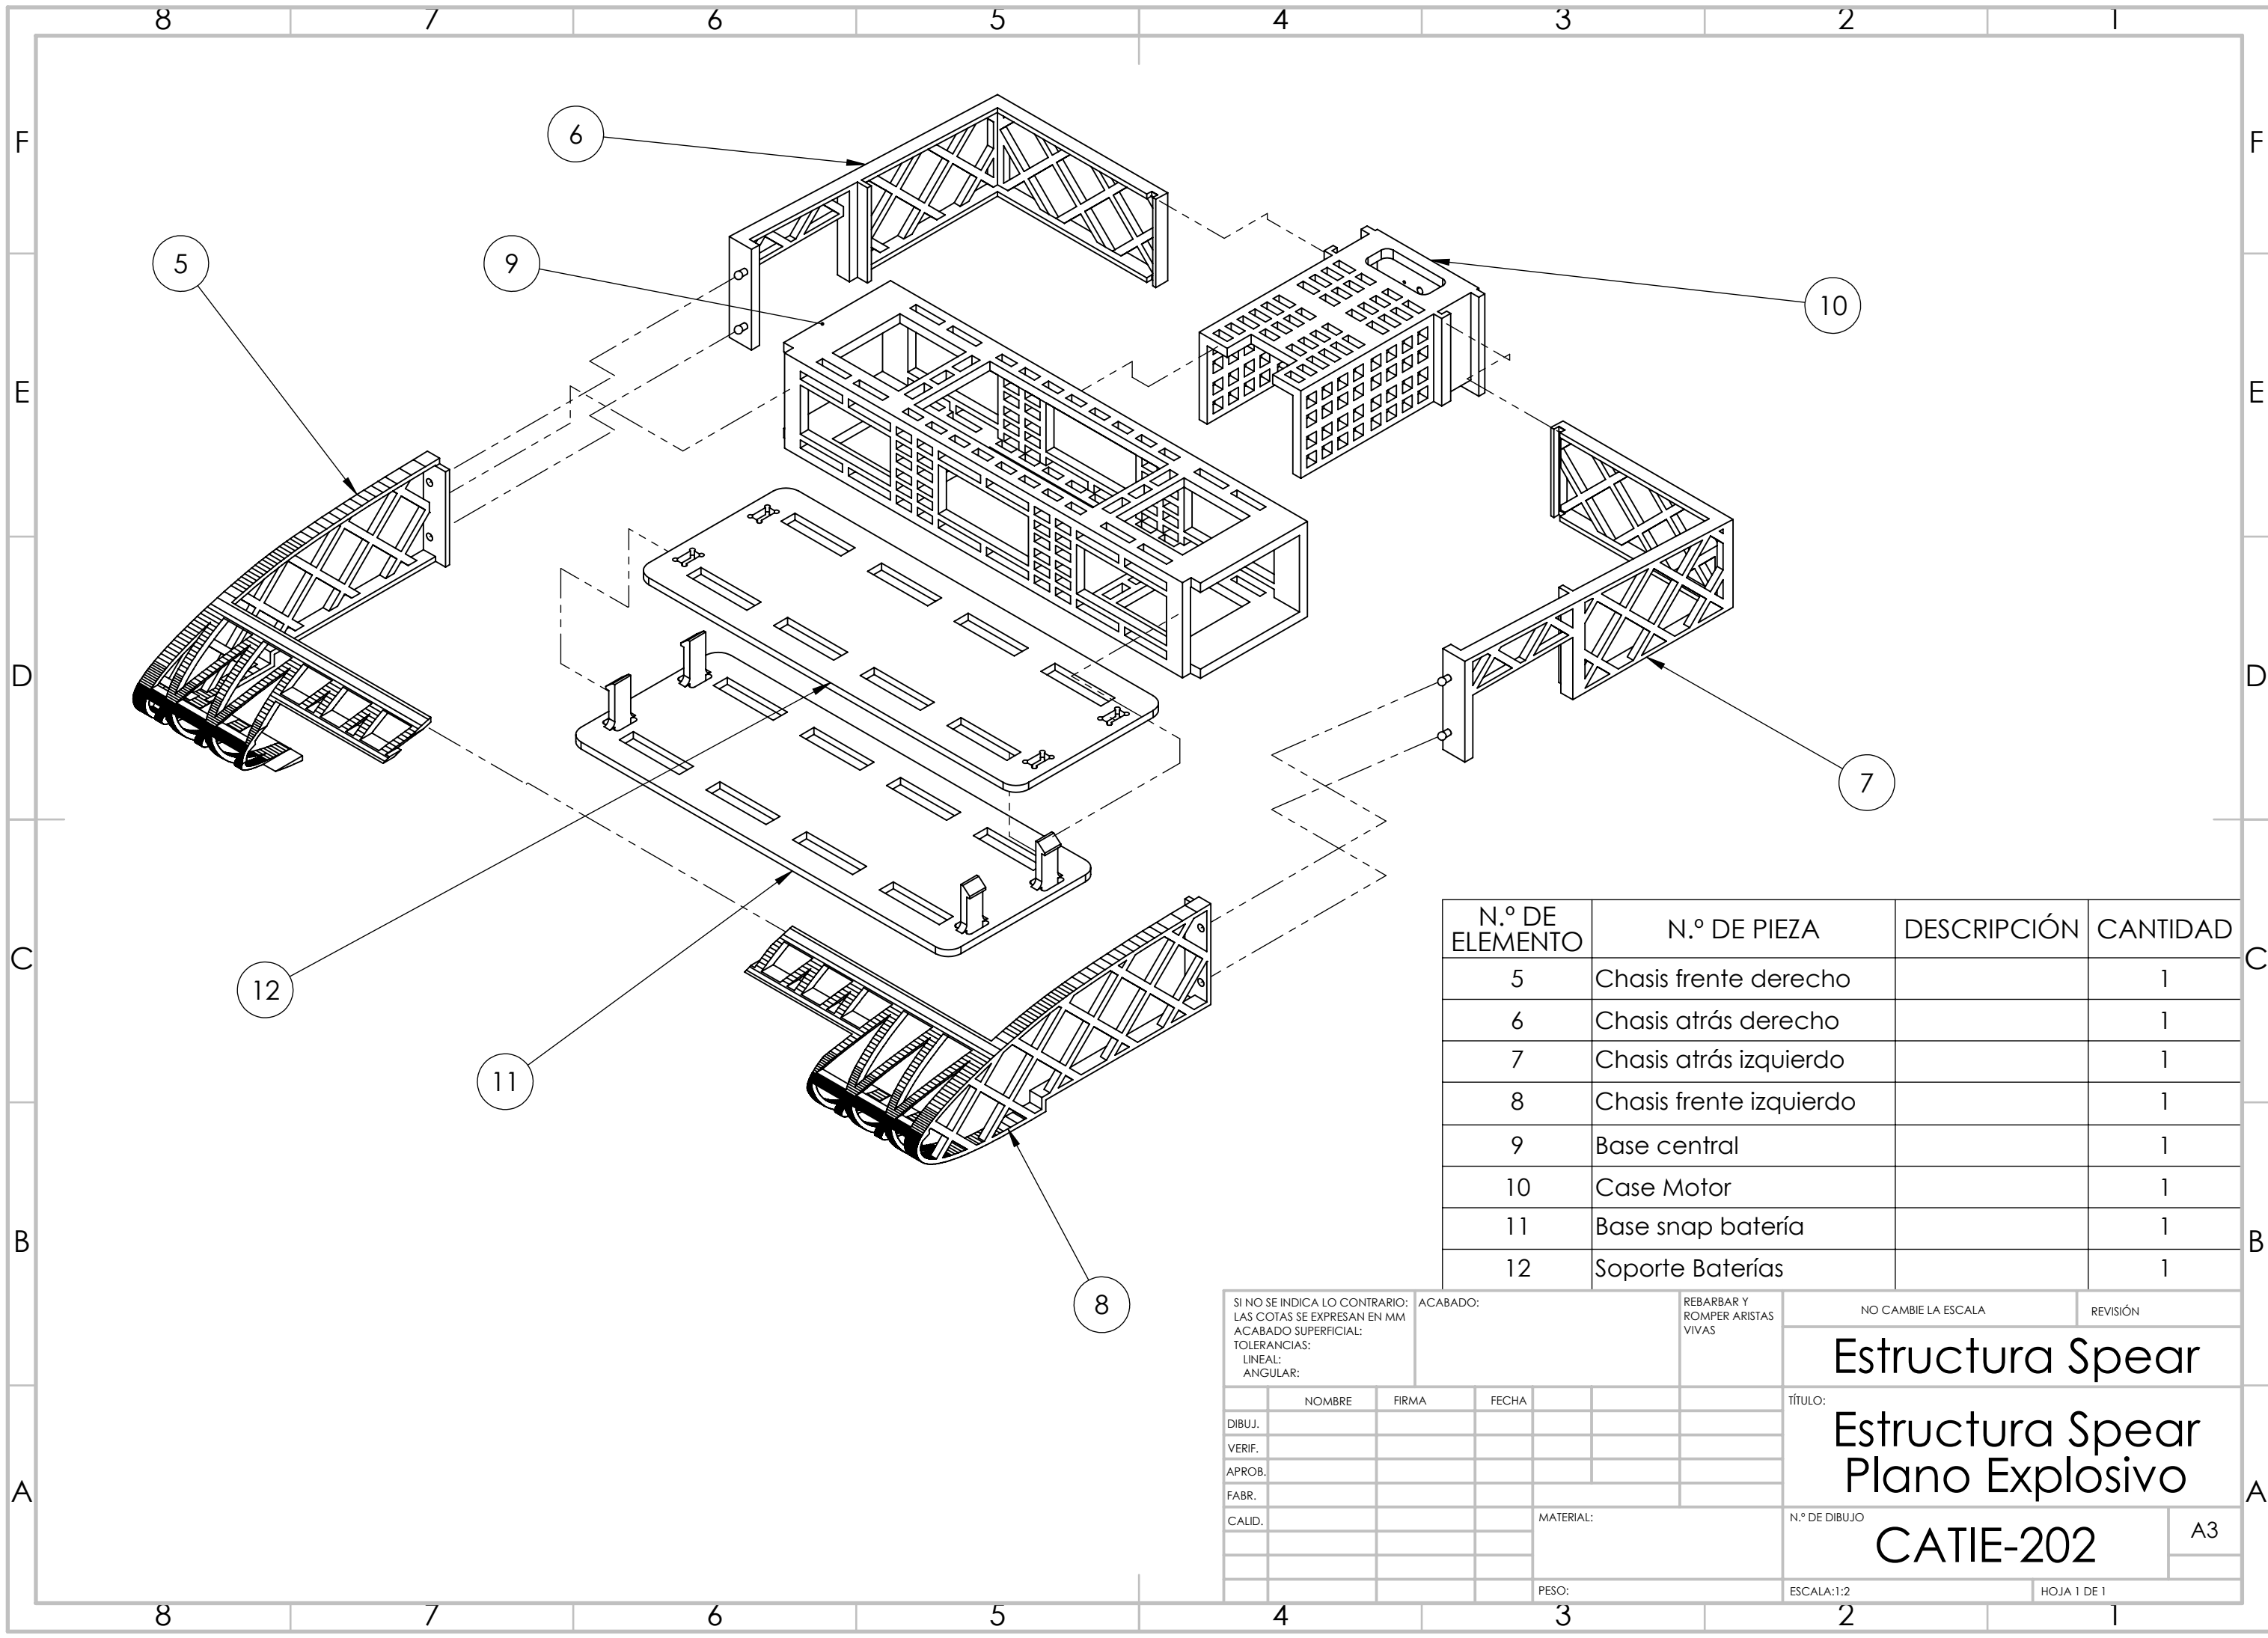 8 7 6 5 4 3 2 1
F F
E E
D D
C C
B B
A A
6
5
9
10
7
12
11
8
N.º DE ELEMENTO N.º DE PIEZA DESCRIPCIÓN CANTIDAD
5 Chasis frente derecho 1
6 Chasis atrás derecho 1
7 Chasis atrás izquierdo 1
8 Chasis frente izquierdo 1
9 Base central 1
10 Case Motor 1
11 Base snap batería 1
12 Soporte Baterías 1
SI NO SE INDICA LO CONTRARIO:
LAS COTAS SE EXPRESAN EN MM
ACABADO SUPERFICIAL:
TOLERANCIAS:
LINEAL:
ANGULAR:
ACABADO:
REBARBAR Y
ROMPER ARISTAS
VIVAS
NO CAMBIE LA ESCALA
REVISIÓN
Estructura Spear
NOMBRE FIRMA FECHA
DIBUJ.
VERIF.
APROB.
FABR.
CALID.
TÍTULO:
Estructura Spear
Plano Explosivo
MATERIAL:
N.º DE DIBUJO
CATIE-202
A3
PESO:
ESCALA:1:2
HOJA 1 DE 1
8 7 6 5 4 3 2 1